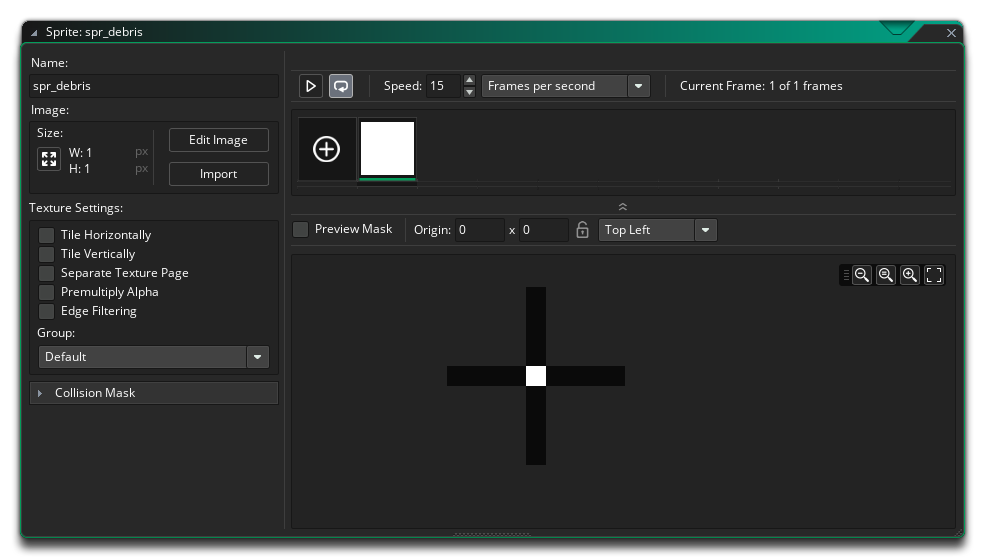 Sprite: spr_debris
Name:
spr_debris
Image:
Size:
W: 1 px
H: 1 px
Edit Image
Import
Texture Settings:
Tile Horizontally
Tile Vertically
Separate Texture Page
Premultiply Alpha
Edge Filtering
Group:
Default
Collision Mask
Speed: 15 Frames per second Current Frame: 1 of 1 frames
Preview Mask Origin: 0 x 0 Top Left